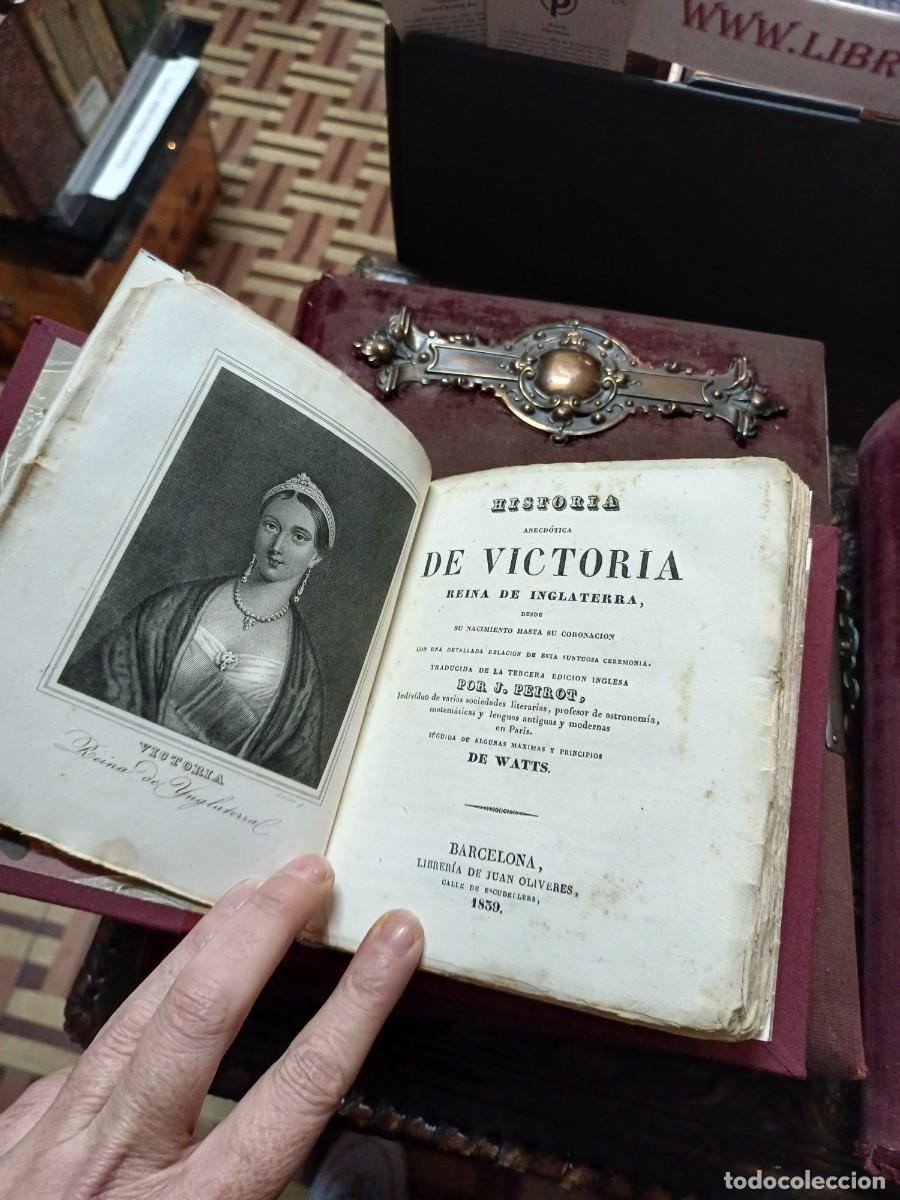 WWW.LIBR
VICTORIA
Reina de Ynglaterra
HISTORIA
ANECDÓTICA
DE VICTORIA
REINA DE INGLATERRA,
DESDE
SU NACIMIENTO HASTA SU CORONACION
CON UNA DETALLADA RELACION DE ESTA SUNTUOSA CEREMONIA.
TRADUCIDA DE LA TERCERA EDICION INGLESA
POR J. PEIROT,
Individuo de varias sociedades literarias, profesor de astronomía,
matemáticas y lenguas antiguas y modernas
en Paris.
SEGUIDA DE ALGUNAS MAXIMAS Y PRINCIPIOS
DE WATTS.
BARCELONA,
LIBRERÍA DE JUAN OLIVERES,
CALLE DE ESCUDELLERS,
1839.
todocoleccion